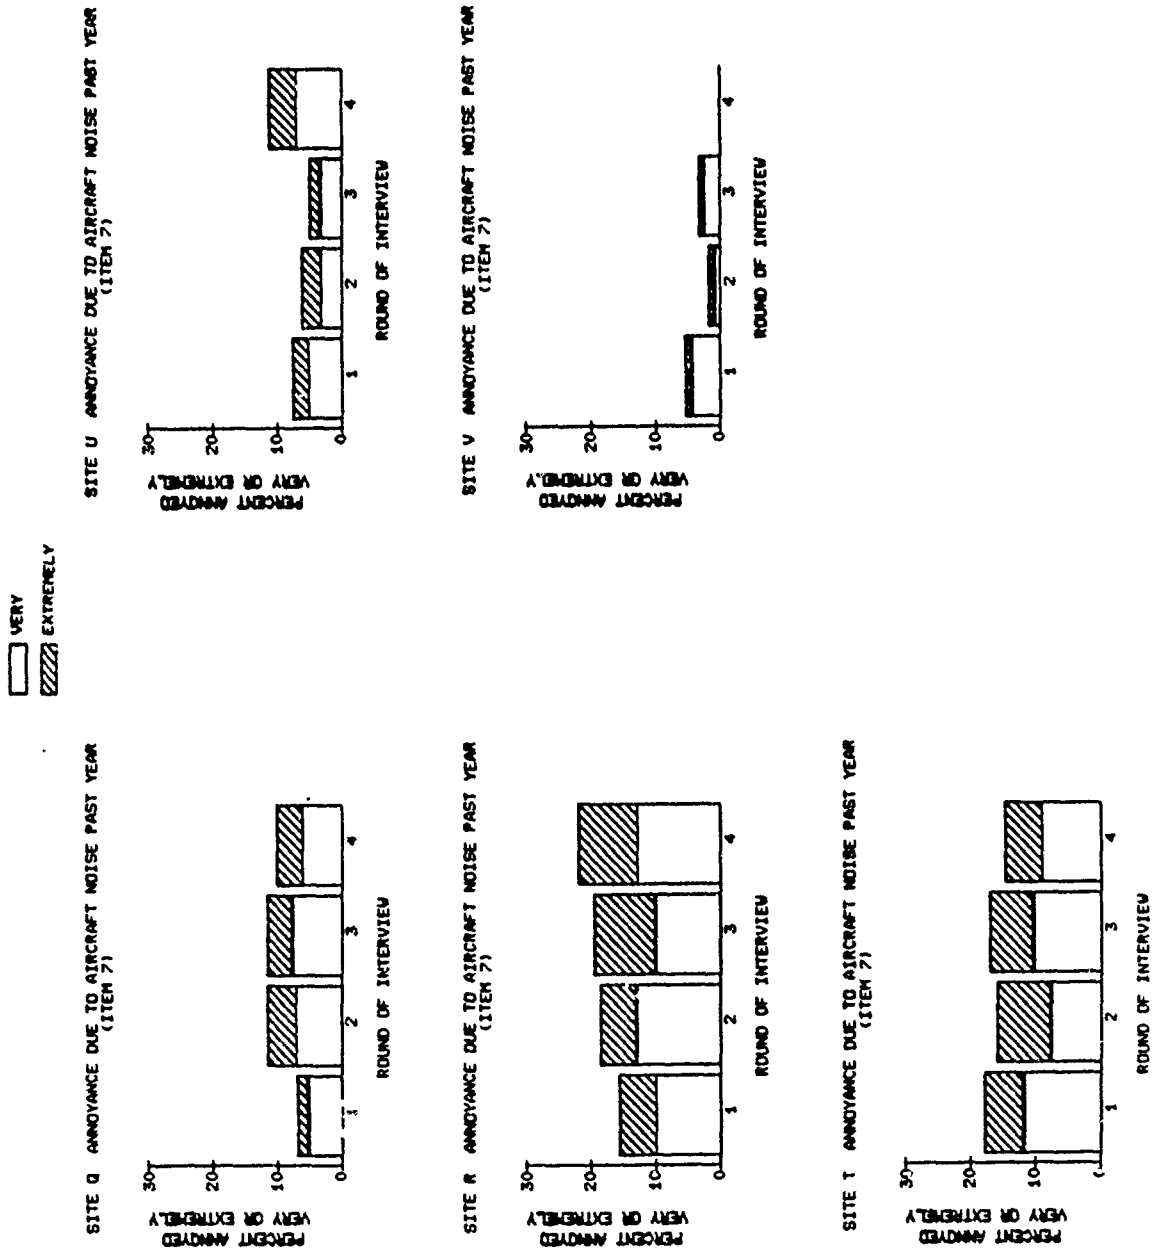 VERY
EXTREMELY
SITE Q ANNOYANCE DUE TO AIRCRAFT NOISE PAST YEAR
(ITEM 7)
PERCENT ANNOYED
VERY OR EXTREMELY
30
20
10
0
1 2 3 4
ROUND OF INTERVIEW
SITE U ANNOYANCE DUE TO AIRCRAFT NOISE PAST YEAR
(ITEM 7)
PERCENT ANNOYED
VERY OR EXTREMELY
30
20
10
0
1 2 3 4
ROUND OF INTERVIEW
SITE R ANNOYANCE DUE TO AIRCRAFT NOISE PAST YEAR
(ITEM 7)
PERCENT ANNOYED
VERY OR EXTREMELY
30
20
10
0
1 2 3 4
ROUND OF INTERVIEW
SITE V ANNOYANCE DUE TO AIRCRAFT NOISE PAST YEAR
(ITEM 7)
PERCENT ANNOYED
VERY OR EXTREMELY
30
20
10
0
1 2 3 4
ROUND OF INTERVIEW
SITE T ANNOYANCE DUE TO AIRCRAFT NOISE PAST YEAR
(ITEM 7)
PERCENT ANNOYED
VERY OR EXTREMELY
30
20
10
0
1 2 3 4
ROUND OF INTERVIEW